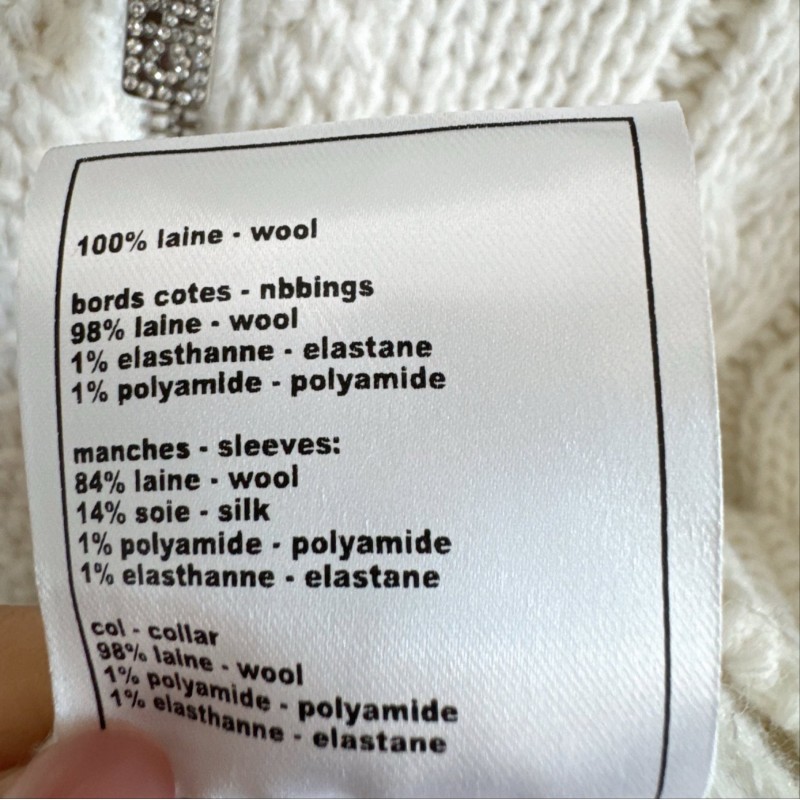 100% laine - wool
bords cotes - nbbings
98% laine - wool
1% elasthanne - elastane
1% polyamide - polyamide
manches - sleeves:
84% laine - wool
14% soie - silk
1% polyamide - polyamide
1% elasthanne - elastane
col - collar
98% laine - wool
1% polyamide - polyamide
1% elasthanne - elastane